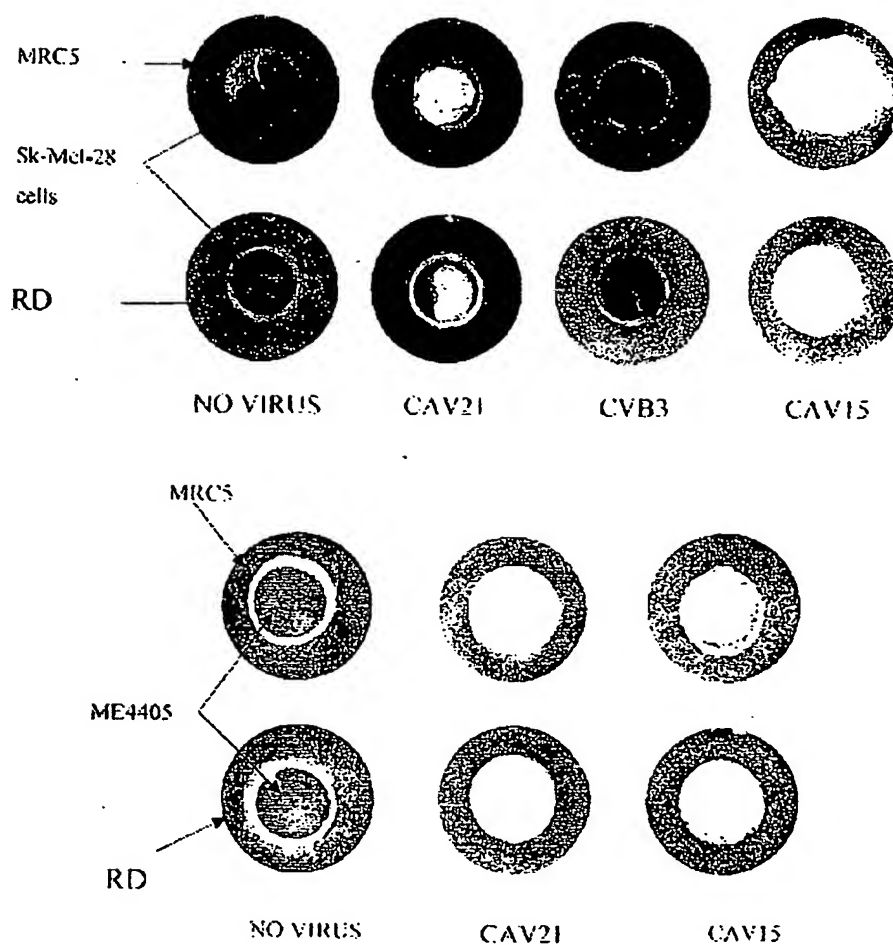 MRC5
Sk-Mel-28
cells
RD
NO VIRUS CAV21 CVB3 CAV15
MRC5
ME4405
RD
NO VIRUS CAV21 CAV15